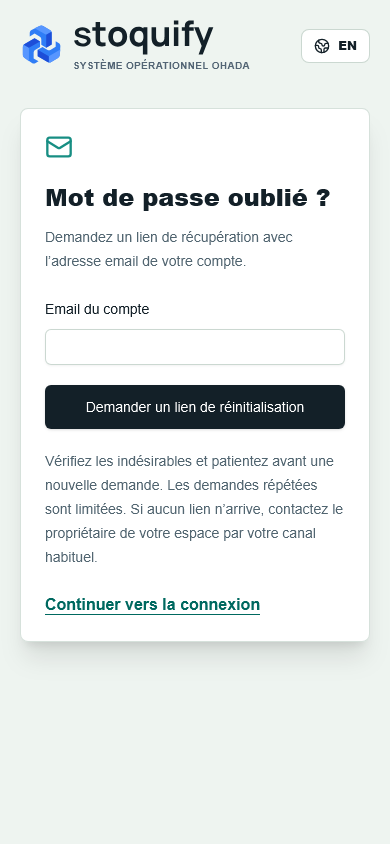 stoquify
SYSTÈME OPÉRATIONNEL OHADA
EN
Mot de passe oublié ?
Demandez un lien de récupération avec
l’adresse email de votre compte.
Email du compte
Demander un lien de réinitialisation
Vérifiez les indésirables et patientez avant une
nouvelle demande. Les demandes répétées
sont limitées. Si aucun lien n’arrive, contactez le
propriétaire de votre espace par votre canal
habituel.
Continuer vers la connexion